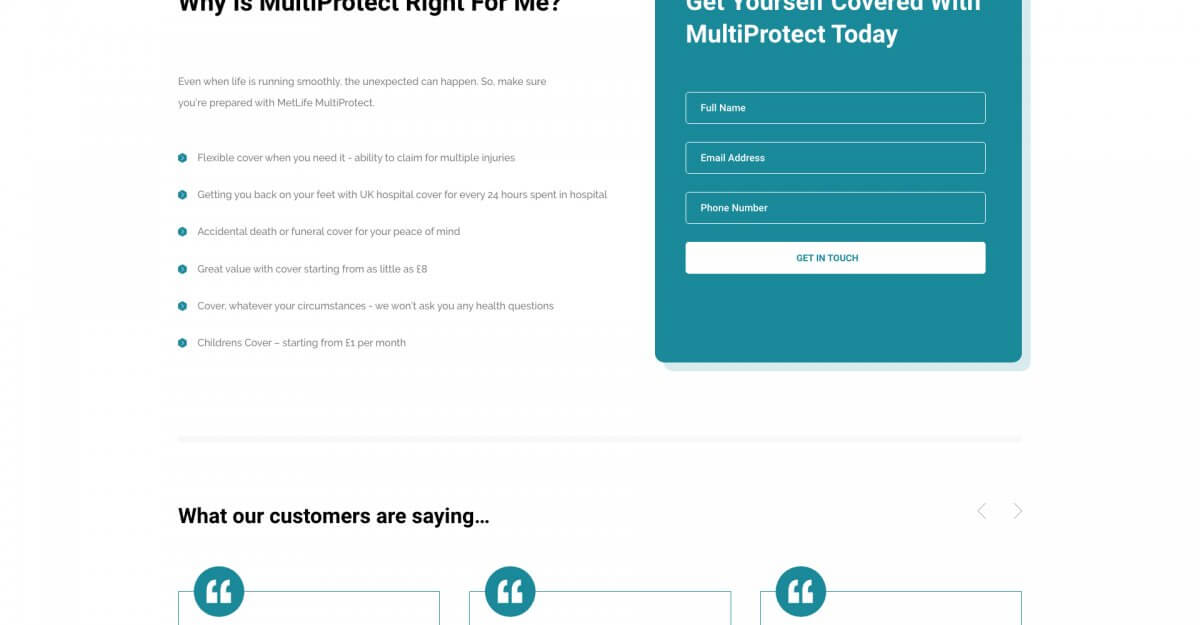 Why Is MultiProtect Right For Me?
Even when life is running smoothly, the unexpected can happen. So, make sure
you're prepared with MetLife MultiProtect.
Flexible cover when you need it - ability to claim for multiple injuries
Getting you back on your feet with UK hospital cover for every 24 hours spent in hospital
Accidental death or funeral cover for your peace of mind
Great value with cover starting from as little as £8
Cover, whatever your circumstances - we won't ask you any health questions
Childrens Cover – starting from £1 per month
Get Yourself Covered With
MultiProtect Today
Full Name
Email Address
Phone Number
GET IN TOUCH
What our customers are saying...